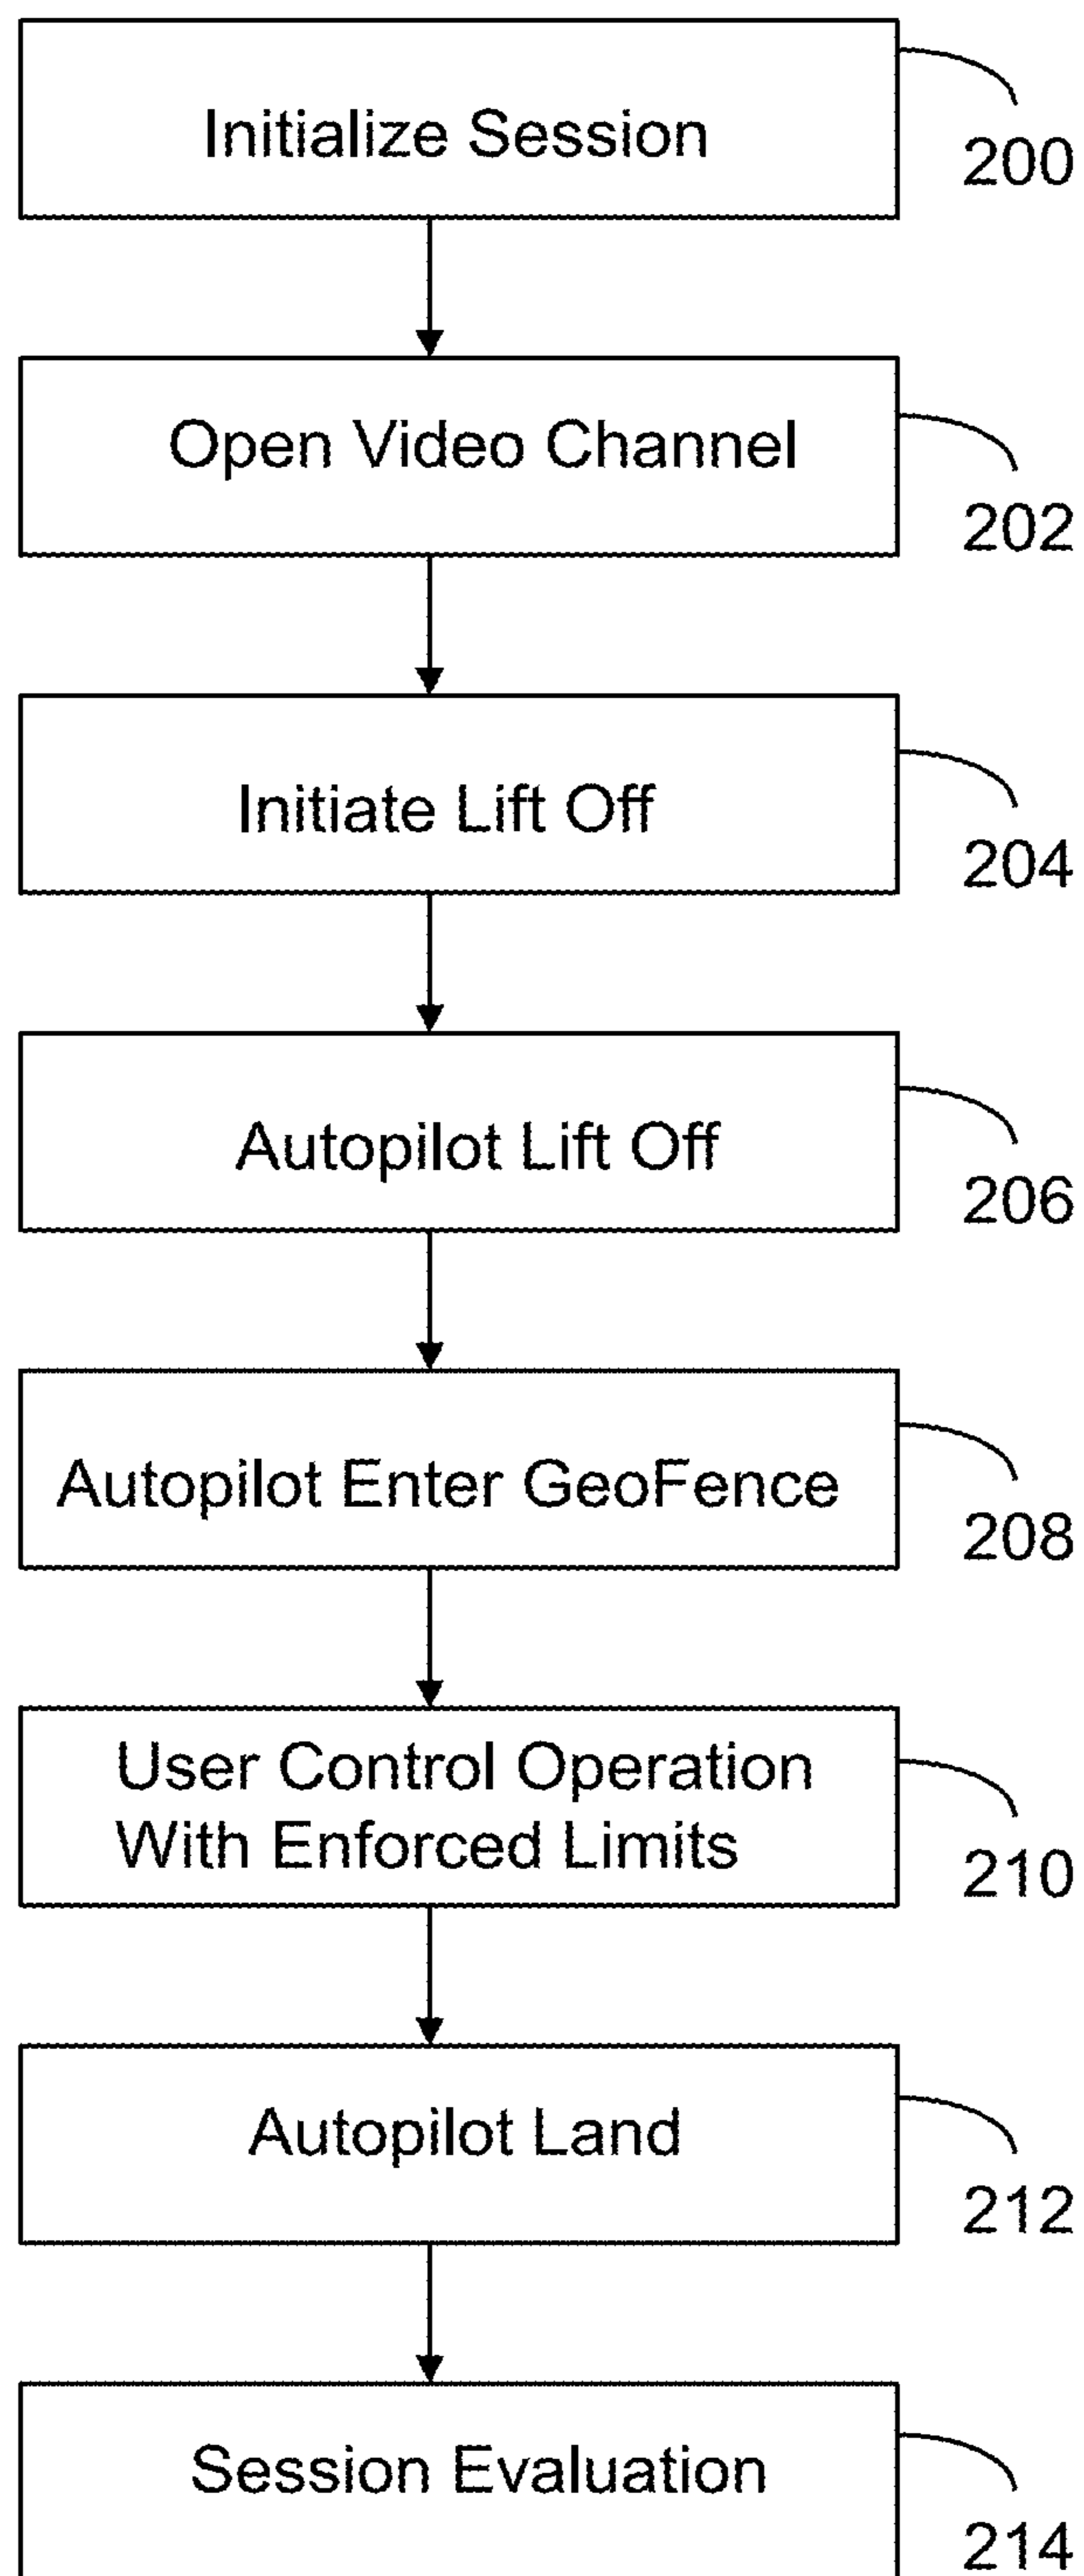 Initialize Session
200
Open Video Channel
202
Initiate Lift Off
204
Autopilot Lift Off
206
Autopilot Enter GeoFence
208
User Control Operation
With Enforced Limits
210
Autopilot Land
212
Session Evaluation
214